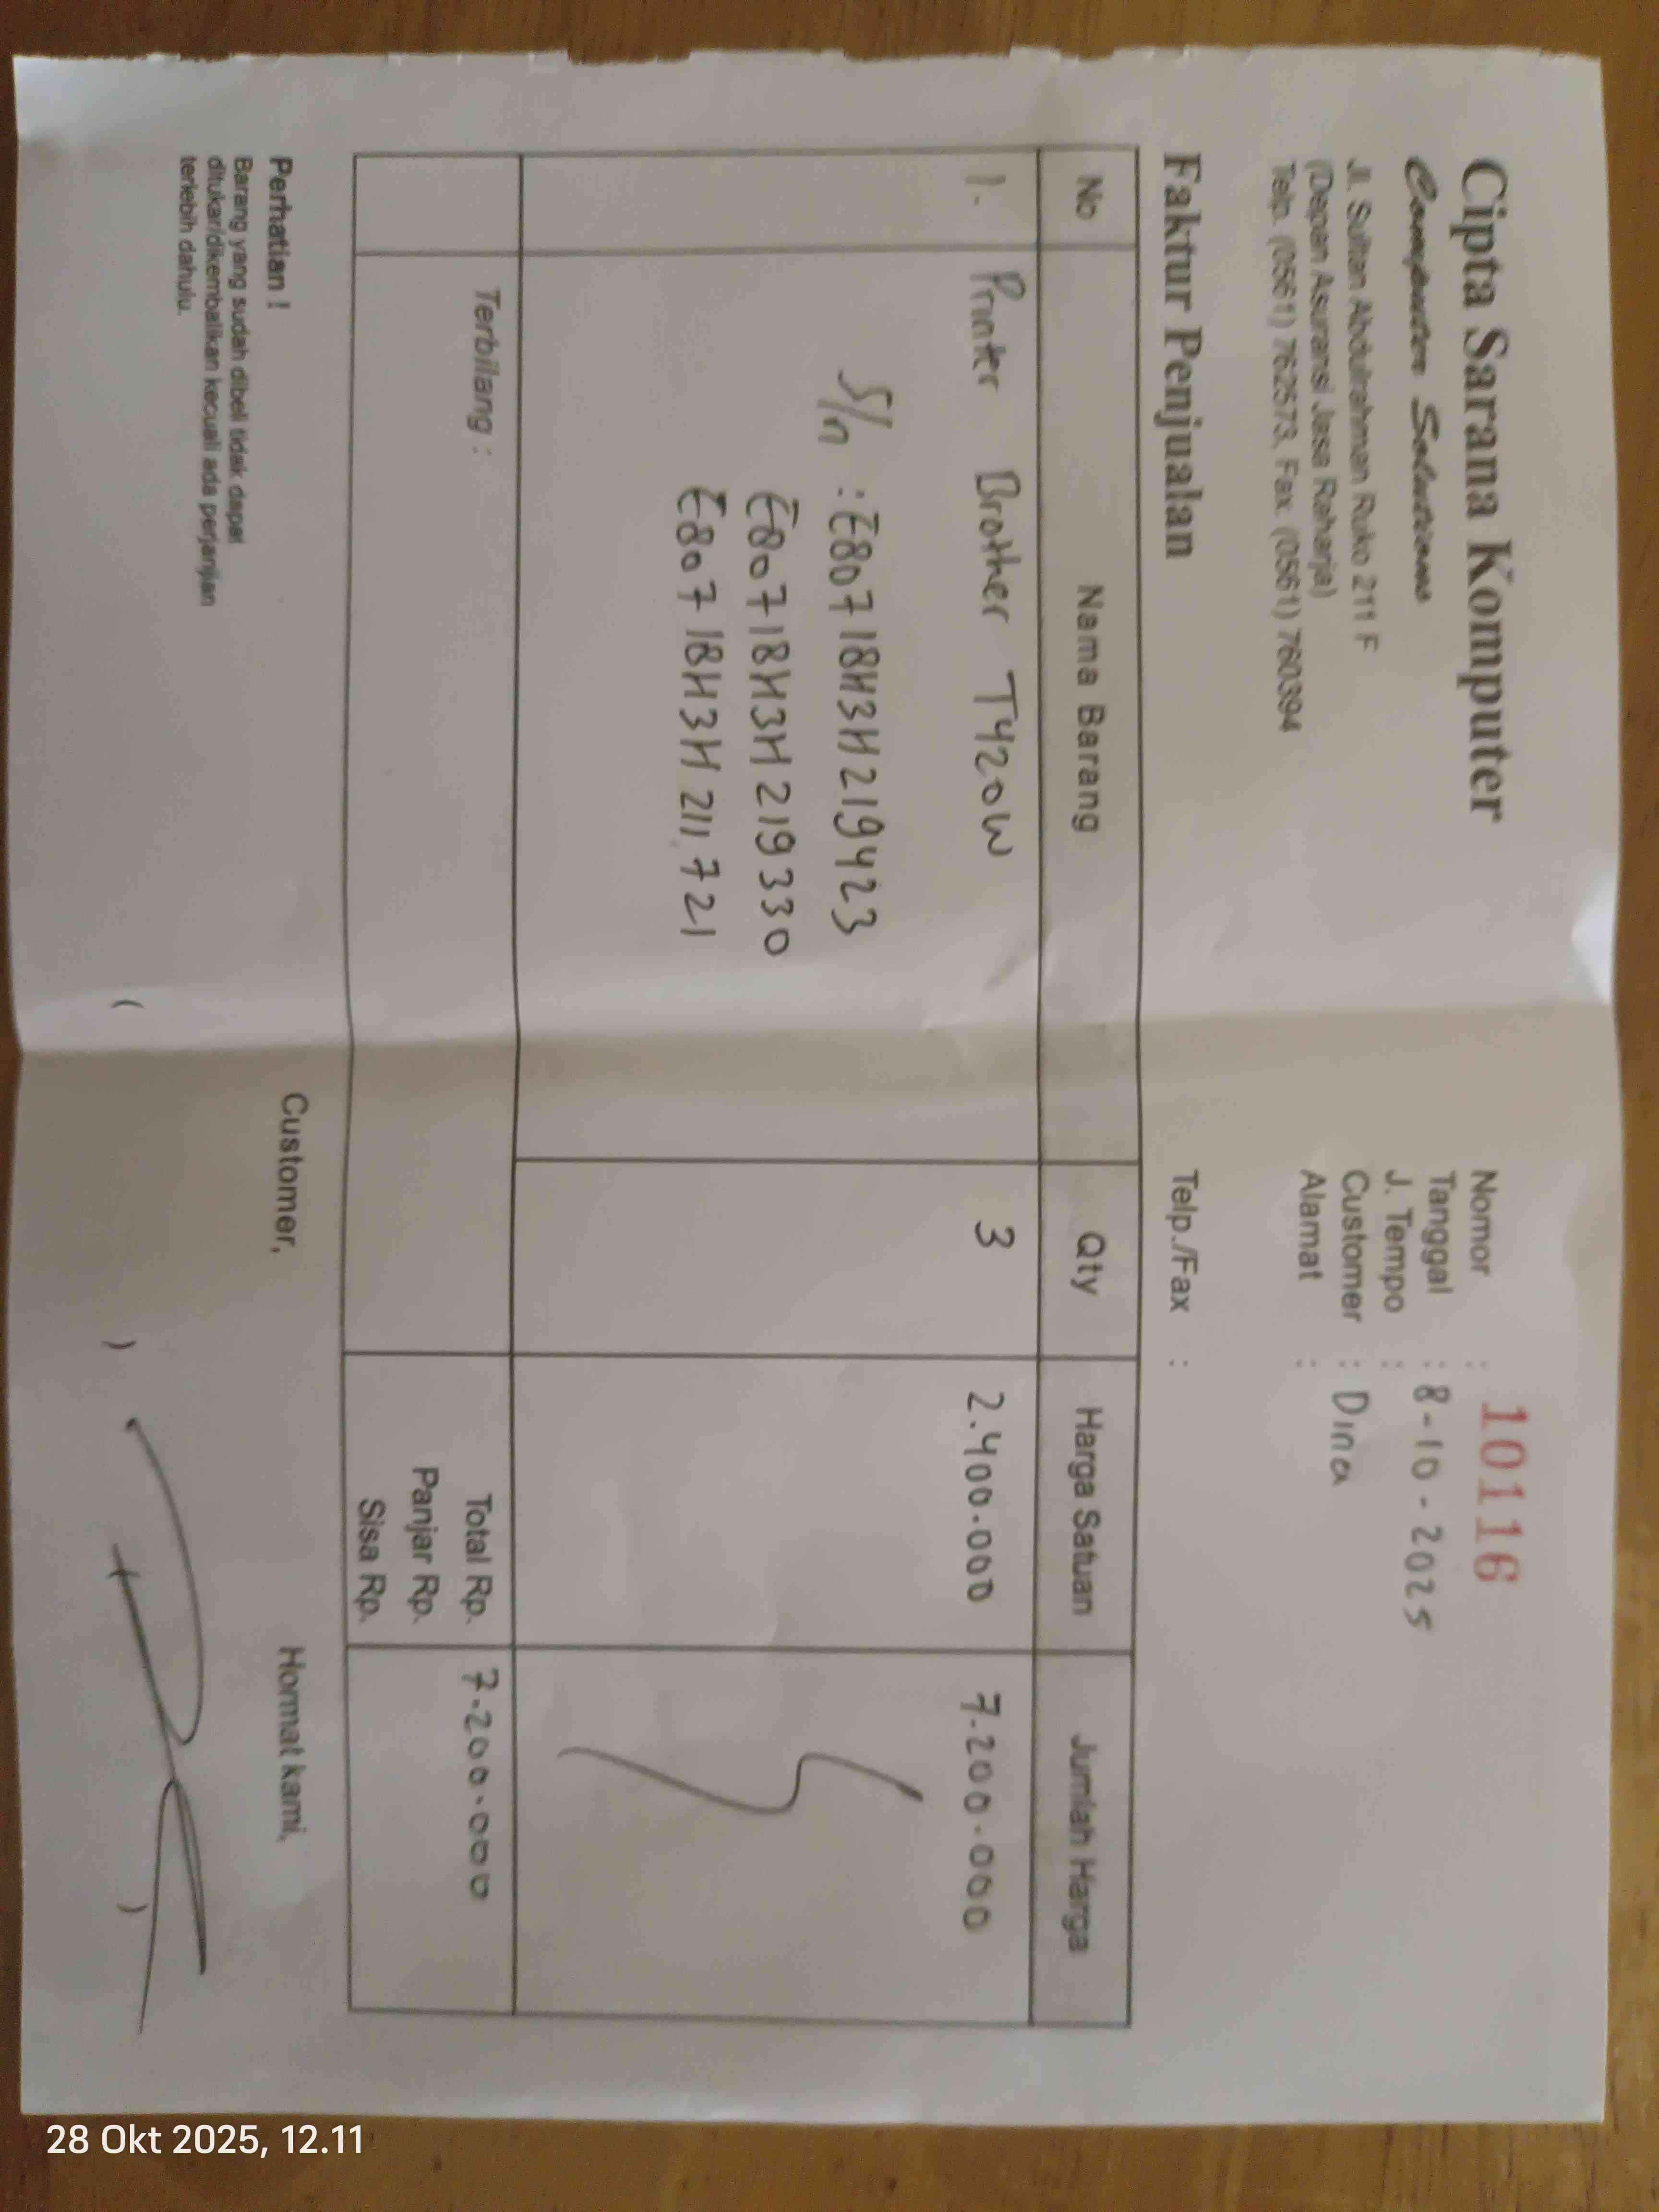 Cipta Sarana Komputer
Computer Solutions
Jl. Sultan Abdulrahman Ruko 211 F
(Depan Asuransi Jasa Raharja)
Telp. (0561) 7562573, Fax. (0561) 760394
Nomor : 10116
Tanggal : 8-10-2025
J. Tempo :
Customer : Dina
Alamat :
Faktur Penjualan
Telp./Fax :
No Nama Barang Qty Harga Satuan Jumlah Harga
1. Printer Brother T420W 3 2.400.000 7.200.000
S/n : E80718H3H219423
E80718H3H219330
E80718H3H211721
Terbilang :
Total Rp. 7.200.000
Panjar Rp.
Sisa Rp.
Perhatian !
Barang yang sudah dibeli tidak dapat
ditukar/dikembalikan kecuali ada perjanjian
terlebih dahulu.
Customer,
Hormat kami,
( )
)
28 Okt 2025, 12.11